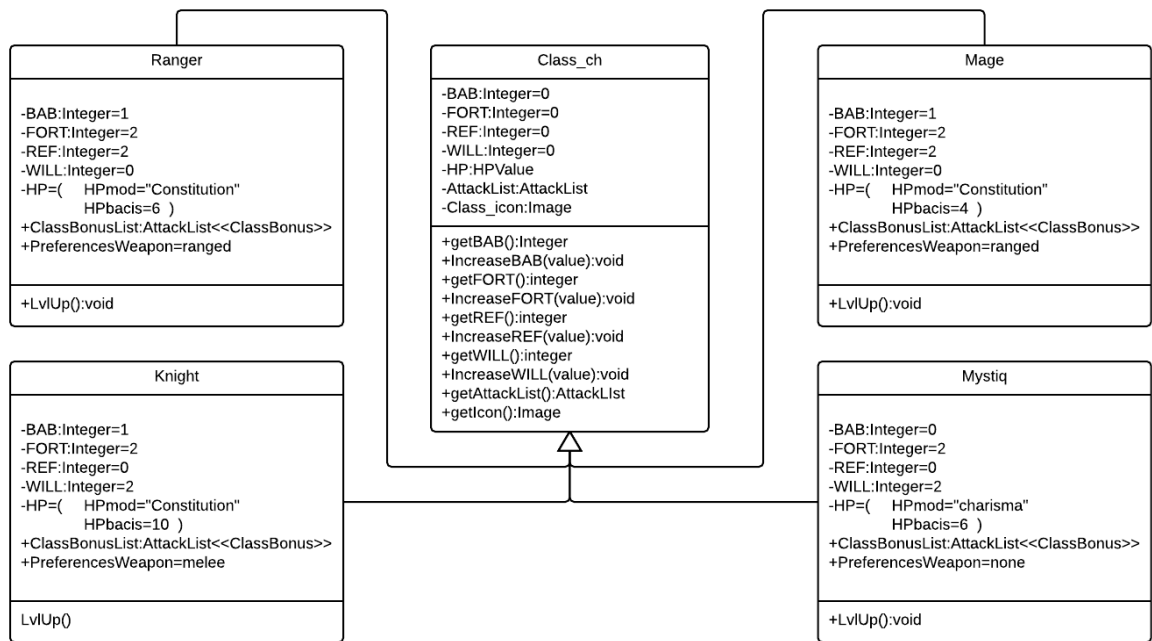 Ranger
-BAB:Integer=1
-FORT:Integer=2
-REF:Integer=2
-WILL:Integer=0
-HP=( HPmod="Constitution"
HPbacis=6 )
+ClassBonusList:AttackList<<ClassBonus>>
+PreferencesWeapon=ranged
+LvlUp():void
Class_ch
-BAB:Integer=0
-FORT:Integer=0
-REF:Integer=0
-WILL:Integer=0
-HP:HPValue
-AttackList:AttackList
-Class_icon:Image
+getBAB():Integer
+IncreaseBAB(value):void
+getFORT():integer
+IncreaseFORT(value):void
+getREF():integer
+IncreaseREF(value):void
+getWILL():integer
+IncreaseWILL(value):void
+getAttackList():AttackLIst
+getIcon():Image
Mage
-BAB:Integer=1
-FORT:Integer=2
-REF:Integer=2
-WILL:Integer=0
-HP=( HPmod="Constitution"
HPbacis=4 )
+ClassBonusList:AttackList<<ClassBonus>>
+PreferencesWeapon=ranged
+LvlUp():void
Knight
-BAB:Integer=1
-FORT:Integer=2
-REF:Integer=0
-WILL:Integer=2
-HP=( HPmod="Constitution"
HPbacis=10 )
+ClassBonusList:AttackList<<ClassBonus>>
+PreferencesWeapon=melee
LvlUp()
Mystiq
-BAB:Integer=0
-FORT:Integer=2
-REF:Integer=0
-WILL:Integer=2
-HP=( HPmod="charisma"
HPbacis=6 )
+ClassBonusList:AttackList<<ClassBonus>>
+PreferencesWeapon=none
+LvlUp():void